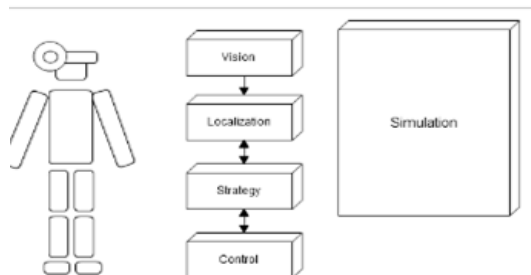 Vision
Localization
Simulation
Strategy
Control